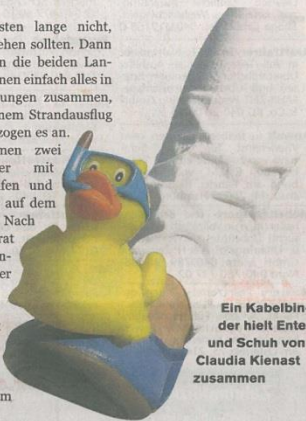 sten lange nicht,
ehen sollten. Dann
n die beiden Lan-
nen einfach alles in
ungen zusammen,
nem Strandausflug
zogen es an.
nen zwei
er mit
fen und
auf dem
Nach
rat
n-
er
m
Ein Kabelbin
der hielt Ente
und Schuh von
Claudia Kienast
zusammen